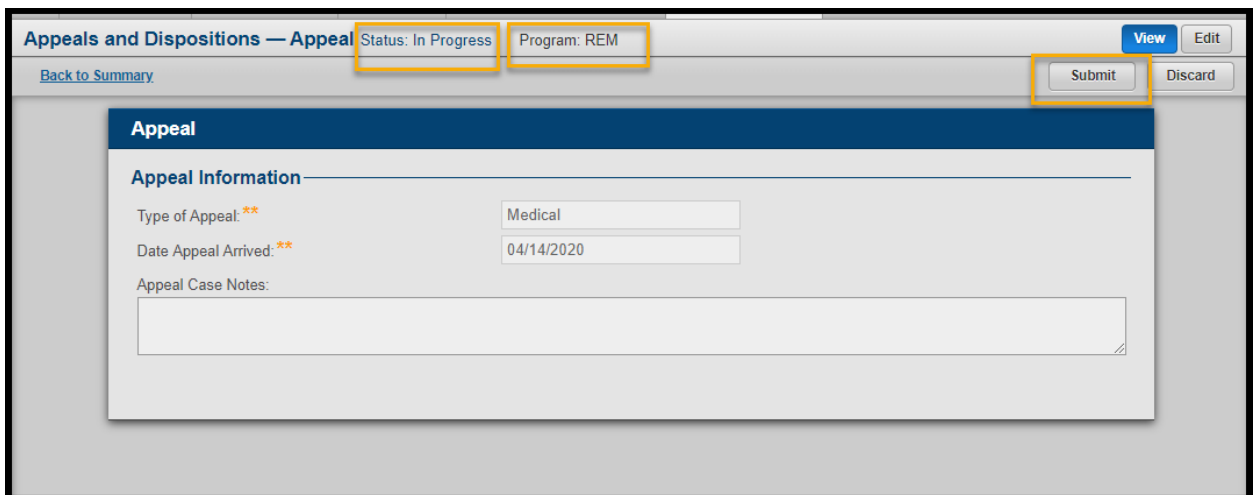 Appeals and Dispositions — Appeal Status: In Progress Program: REM View Edit
Back to Summary Submit Discard
Appeal
Appeal Information
Type of Appeal:** Medical
Date Appeal Arrived:** 04/14/2020
Appeal Case Notes: